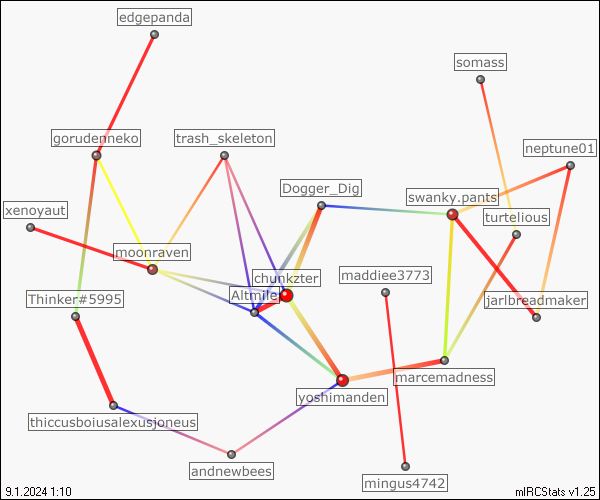 edgepanda
somass
gorudenneko
trash_skeleton
neptune01
Dogger_Dig
swanky.pants
xenoyaut
turtelious
moonraven
chunkzter
maddiee3773
Altmile
Thinker#5995
jarlbreadmaker
marcemadness
yoshimanden
thiccusboiusalexusjoneus
andnewbees
mingus4742
9.1.2024 1:10
mIRCStats v1.25